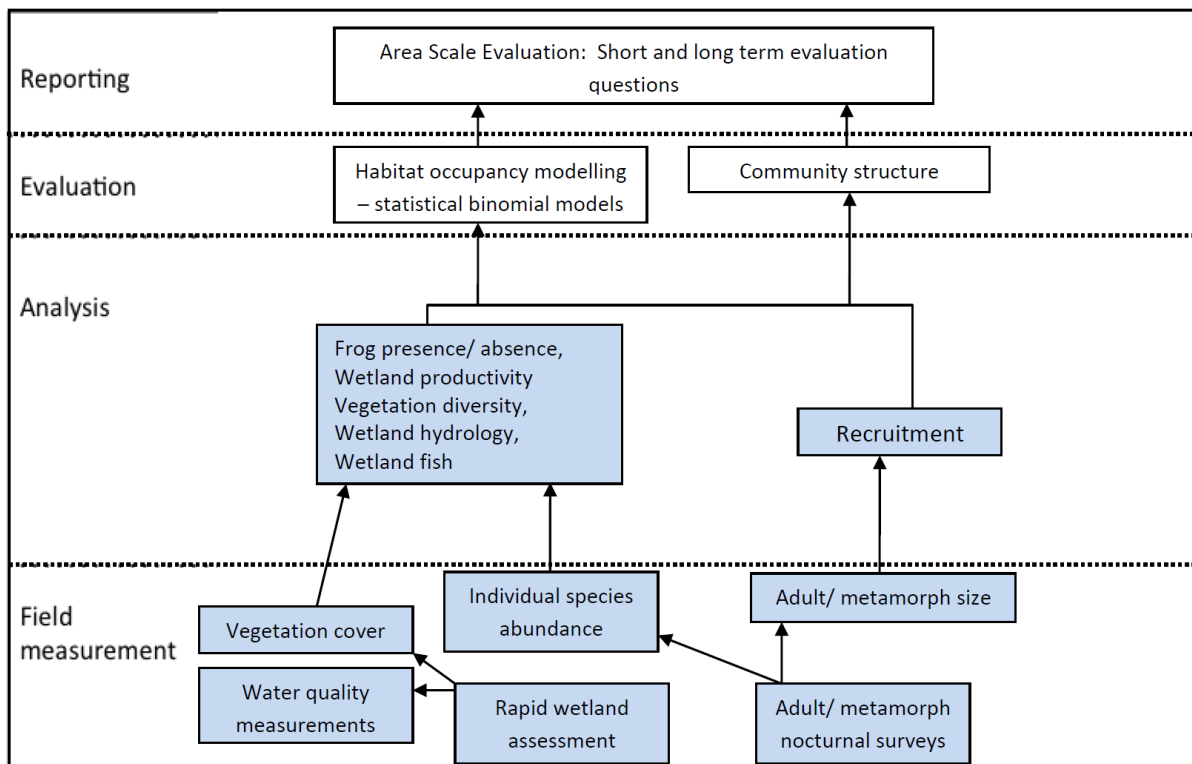 Reporting
Area Scale Evaluation:  Short and long term evaluation
questions
Evaluation
Habitat occupancy modelling
– statistical binomial models
Community structure
Analysis
Frog presence/ absence,
Wetland productivity
Vegetation diversity,
Wetland hydrology,
Wetland fish
Recruitment
Field
measurement
Individual species
abundance
Adult/ metamorph size
Vegetation cover
Water quality
measurements
Rapid wetland
assessment
Adult/ metamorph
nocturnal surveys